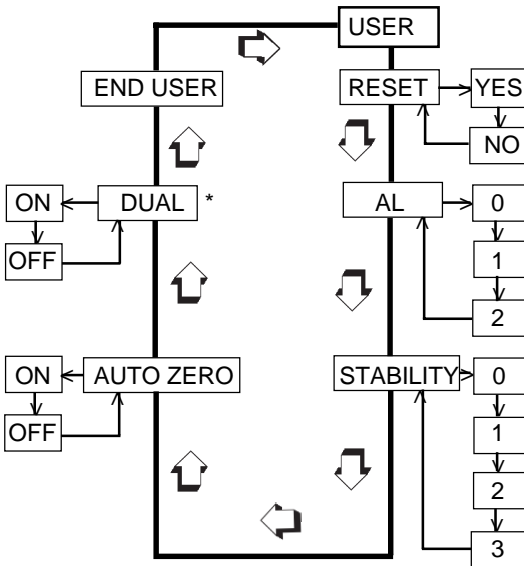 USER
END USER
RESET
YES
NO
ON
DUAL *
AL
0
OFF
1
2
ON
AUTO ZERO
STABILITY
0
OFF
1
2
3